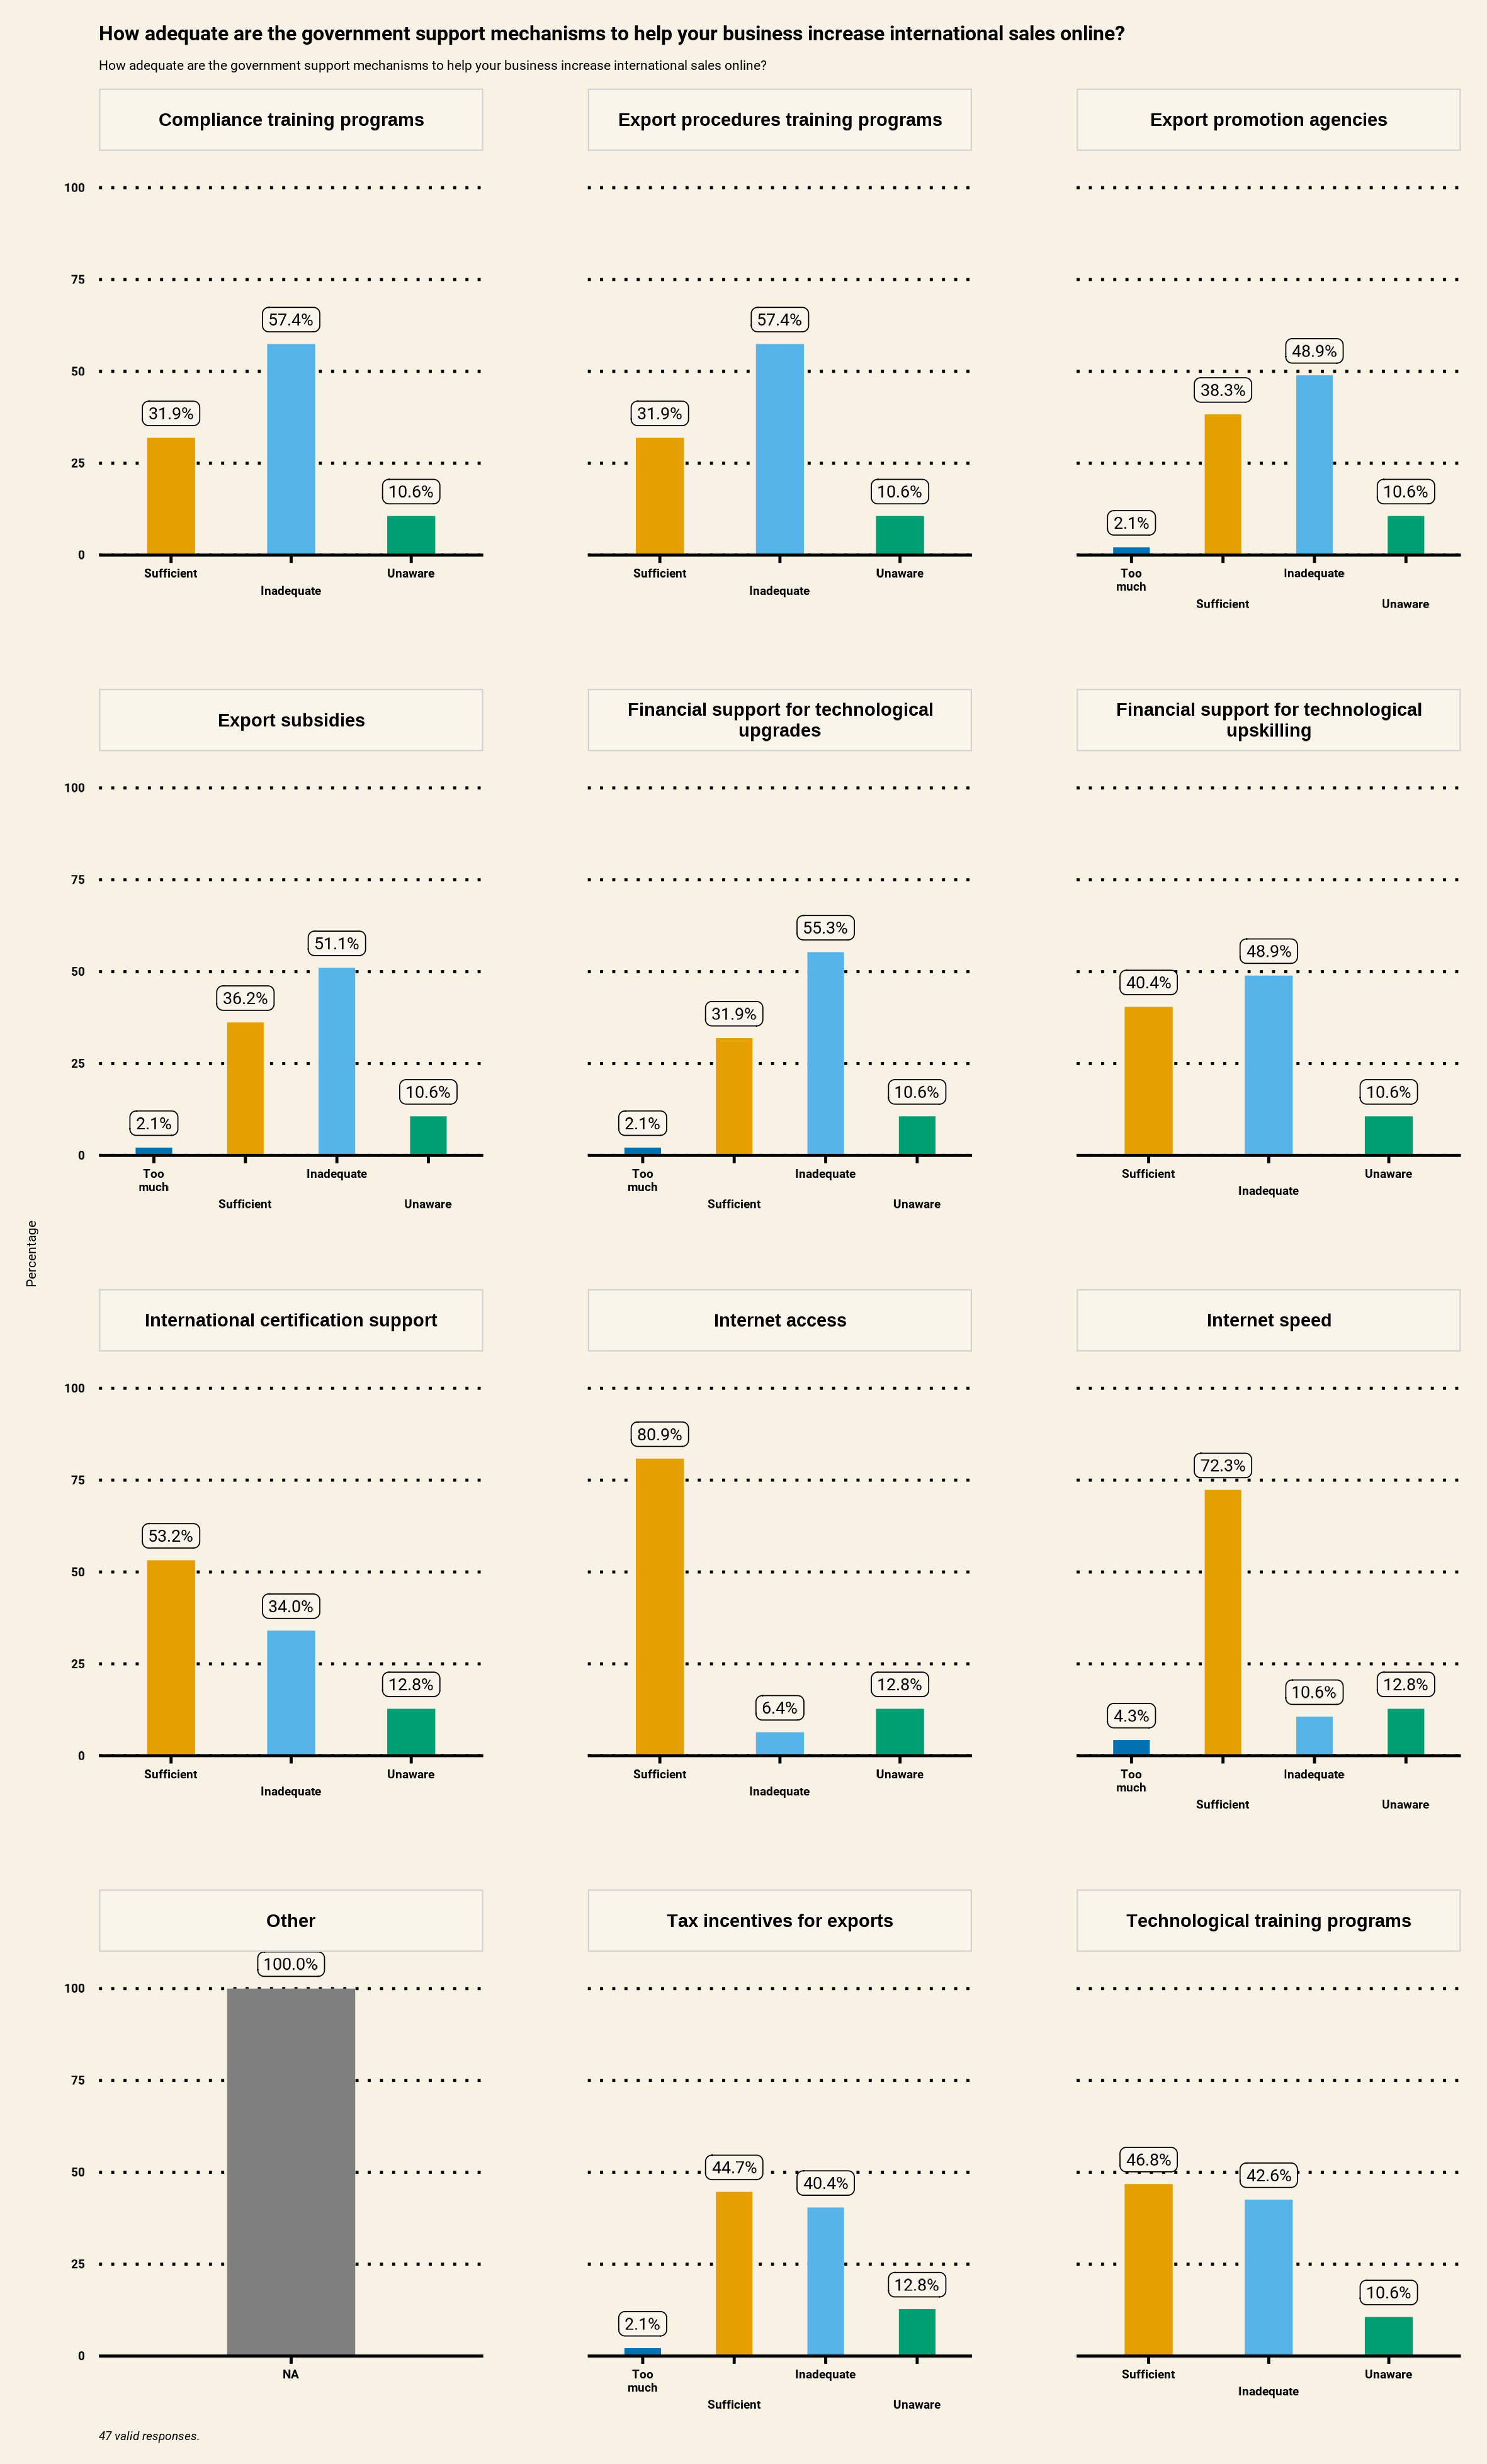 How adequate are the government support mechanisms to help your business increase international sales online?
How adequate are the government support mechanisms to help your business increase international sales online?
Compliance training programs
Export procedures training programs
Export promotion agencies
100
75
50
25
0
31.9%
57.4%
10.6%
Sufficient
Inadequate
Unaware
31.9%
57.4%
10.6%
Sufficient
Inadequate
Unaware
2.1%
38.3%
48.9%
10.6%
Too
much
Sufficient
Inadequate
Unaware
Export subsidies
Financial support for technological
upgrades
Financial support for technological
upskilling
100
75
50
25
0
2.1%
36.2%
51.1%
10.6%
Too
much
Sufficient
Inadequate
Unaware
2.1%
31.9%
55.3%
10.6%
Too
much
Sufficient
Inadequate
Unaware
40.4%
48.9%
10.6%
Sufficient
Inadequate
Unaware
Percentage
International certification support
Internet access
Internet speed
100
75
50
25
0
53.2%
34.0%
12.8%
Sufficient
Inadequate
Unaware
80.9%
6.4%
12.8%
Sufficient
Inadequate
Unaware
4.3%
72.3%
10.6%
12.8%
Too
much
Sufficient
Inadequate
Unaware
Other
Tax incentives for exports
Technological training programs
100
75
50
25
0
100.0%
NA
2.1%
44.7%
40.4%
12.8%
Too
much
Sufficient
Inadequate
Unaware
46.8%
42.6%
10.6%
Sufficient
Inadequate
Unaware
47 valid responses.